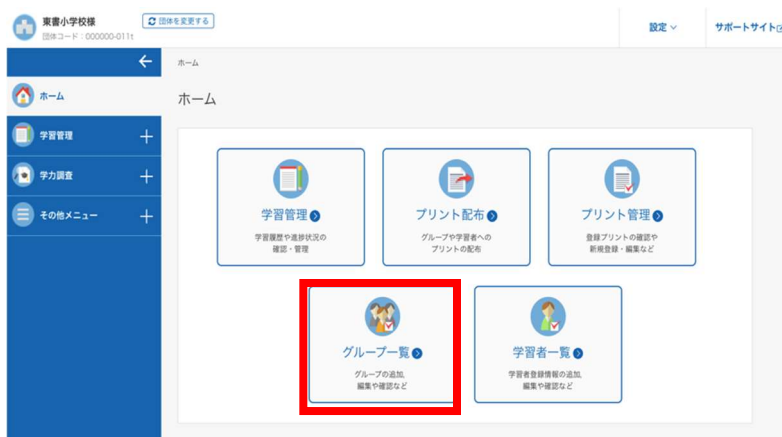 東書小学校様
団体を変更する
団体コード：000000-011t
設定
サポートサイト
ホーム
ホーム
ホーム
学習管理
学力調査
その他メニュー
学習管理
学習履歴や進捗状況の
確認・管理
プリント配布
グループや学習者への
プリントの配布
プリント管理
登録プリントの確認や
新規登録・編集など
グループ一覧
グループの追加,
編集や確認など
学習者一覧
学習者登録情報の追加,
編集や確認など